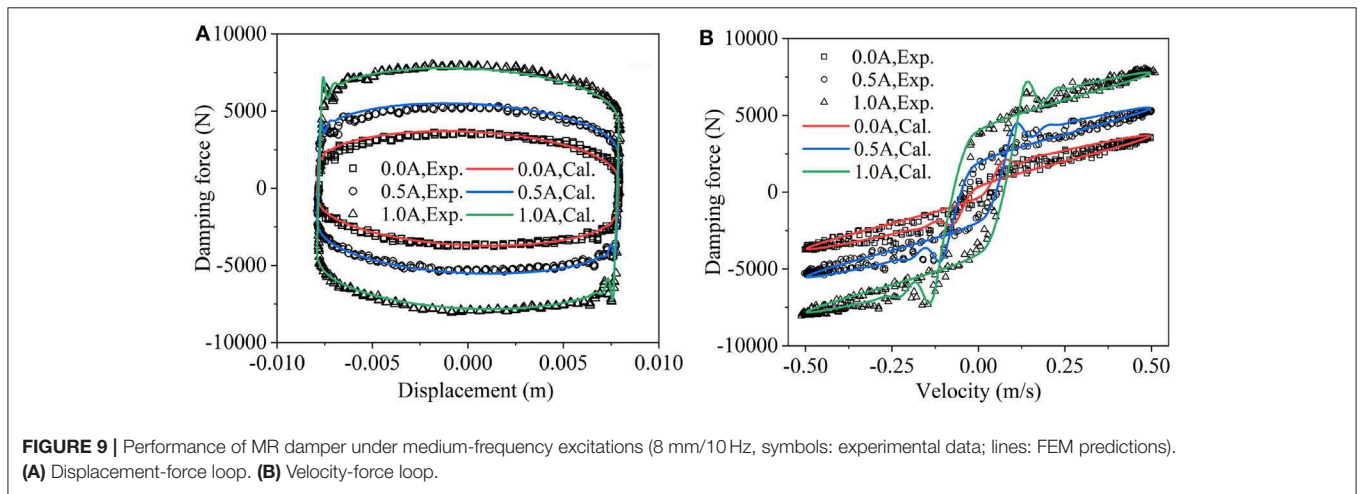 A
10000
5000
0
-5000
-10000
Damping force (N)
0.0A,Exp. 0.0A,Cal.
0.5A,Exp. 0.5A,Cal.
1.0A,Exp. 1.0A,Cal.
-0.010 -0.005 0.000 0.005 0.010
Displacement (m)
B
10000
5000
0
-5000
-10000
Damping force (N)
0.0A,Exp.
0.5A,Exp.
1.0A,Exp.
0.0A,Cal.
0.5A,Cal.
1.0A,Cal.
-0.50 -0.25 0.00 0.25 0.50
Velocity (m/s)
FIGURE 9 | Performance of MR damper under medium-frequency excitations (8 mm/10 Hz, symbols: experimental data; lines: FEM predictions).
(A) Displacement-force loop. (B) Velocity-force loop.